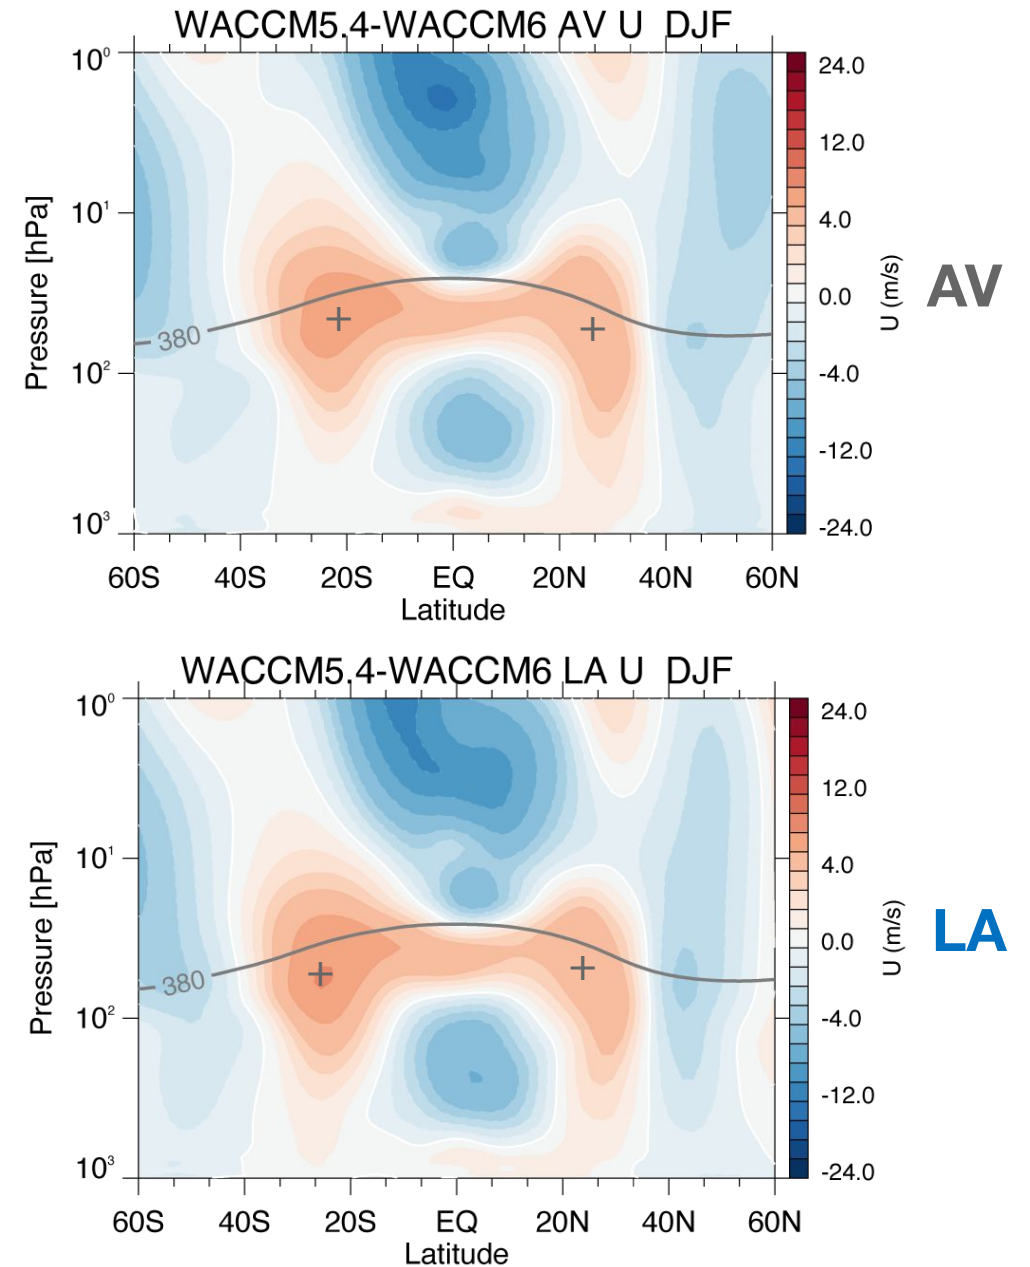 WACCM5.4-WACCM6 AV U DJF
10⁰
10¹
10²
10³
Pressure [hPa]
380
60S 40S 20S EQ 20N 40N 60N
Latitude
24.0
12.0
4.0
0.0
-4.0
-12.0
-24.0
U (m/s)
AV
WACCM5.4-WACCM6 LA U DJF
10⁰
10¹
10²
10³
Pressure [hPa]
380
60S 40S 20S EQ 20N 40N 60N
Latitude
24.0
12.0
4.0
0.0
-4.0
-12.0
-24.0
U (m/s)
LA